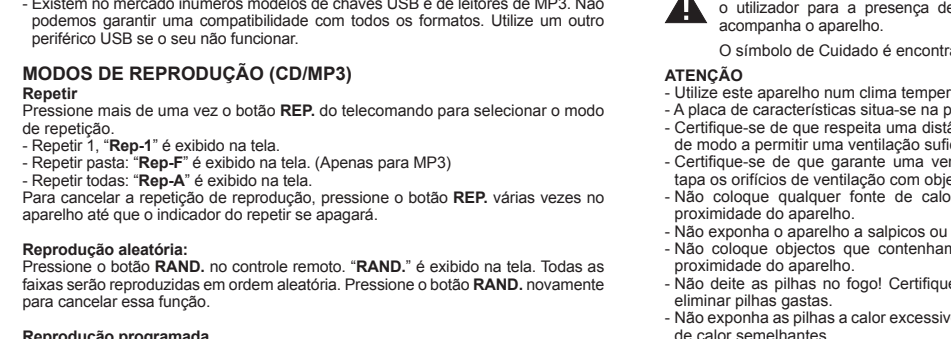 - Existem no mercado inúmeros modelos de chaves USB e de leitores de MP3. Não
podemos garantir uma compatibilidade com todos os formatos. Utilize um outro
periférico USB se o seu não funcionar.
MODOS DE REPRODUÇÃO (CD/MP3)
Repetir
Pressione mais de uma vez o botão REP. do telecomando para selecionar o modo
de repetição.
- Repetir 1, “Rep-1” é exibido na tela.
- Repetir pasta: “Rep-F” é exibido na tela. (Apenas para MP3)
- Repetir todas: “Rep-A” é exibido na tela.
Para cancelar a repetição de reprodução, pressione o botão REP. várias vezes no
aparelho até que o indicador do repetir se apagará.
Reprodução aleatória:
Pressione o botão RAND. no controle remoto. “RAND.” é exibido na tela. Todas as
faixas serão reproduzidas em ordem aleatória. Pressione o botão RAND. novamente
para cancelar essa função.
Reprodução programada
o utilizador para a presença de
acompanha o aparelho.
O símbolo de Cuidado é
ATENÇÃO
- Utilize este aparelho num clima
- A placa de características situa-se na
- Certifique-se de que respeita uma
de modo a permitir uma ventilação
- Certifique-se de que garante uma
tapa os orifícios de ventilação com
- Não coloque qualquer fonte de
proximidade do aparelho.
- Não exponha o aparelho a salpicos ou
- Não coloque objectos que
proximidade do aparelho.
- Não deite as pilhas no fogo!
eliminar pilhas gastas.
- Não exponha as pilhas a calor
de calor semelhantes.